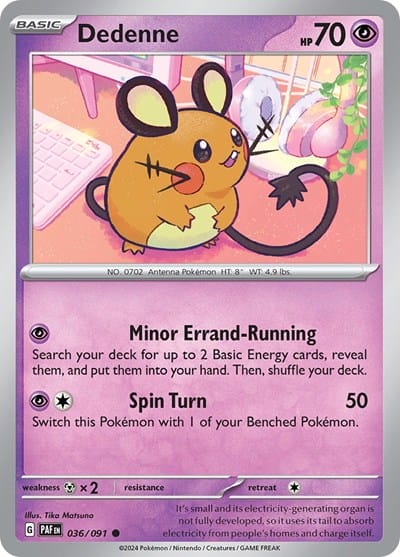 BASIC
Dedenne
HP 70
NO. 0702 Antenna Pokémon HT: 8" WT: 4.9 lbs.
Minor Errand-Running
Search your deck for up to 2 Basic Energy cards, reveal
them, and put them into your hand. Then, shuffle your deck.
Spin Turn 50
Switch this Pokémon with 1 of your Benched Pokémon.
weakness ×2 resistance retreat
Illus. Tika Matsuno
G PAF EN 036/091
It's small and its electricity-generating organ is
not fully developed, so it uses its tail to absorb
electricity from people's homes and charge itself.
©2024 Pokémon / Nintendo / Creatures / GAME FREAK